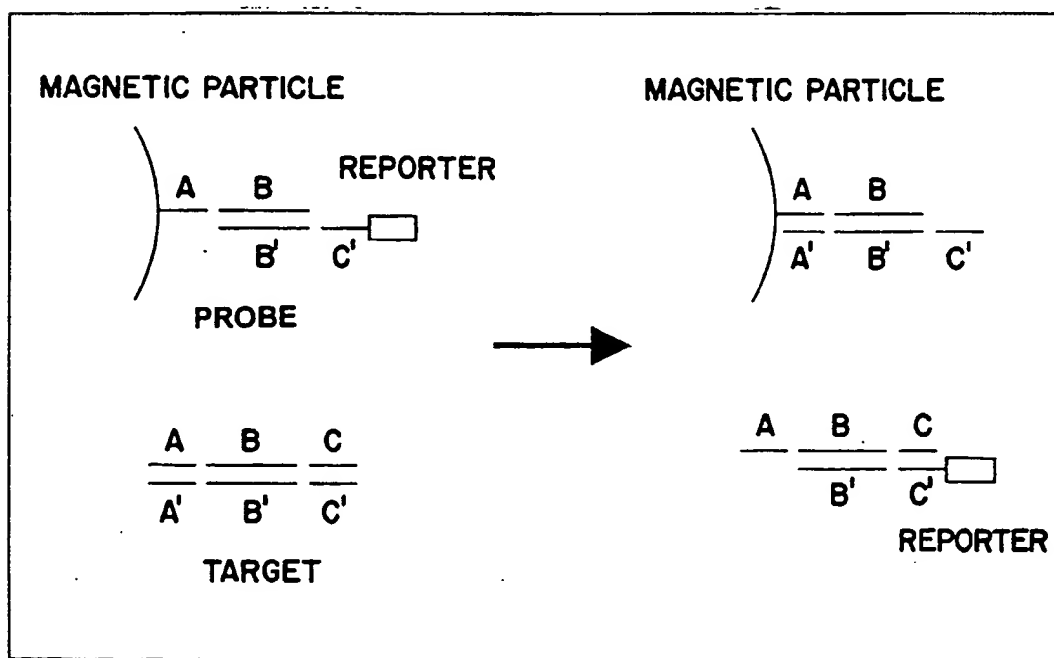 MAGNETIC PARTICLE
A B
REPORTER
B' C'
PROBE
A B C
A' B' C'
TARGET
MAGNETIC PARTICLE
A B
A' B' C'
A B C
B' C'
REPORTER